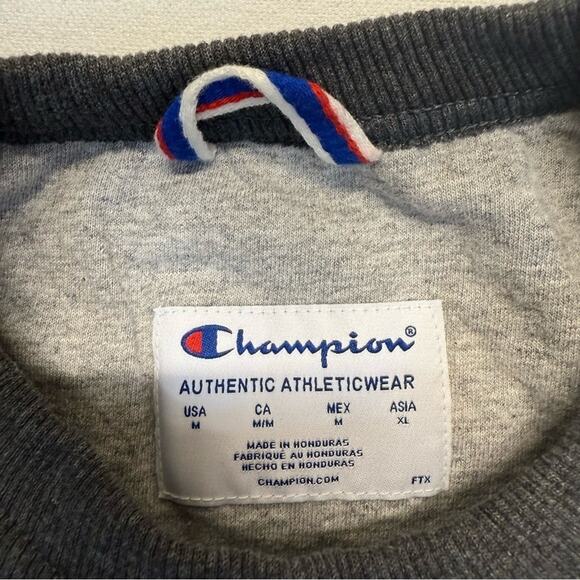 Champion®
AUTHENTIC ATHLETICWEAR
USA CA MEX ASIA
M M/M M XL
MADE IN HONDURAS
FABRIQUÉ AU HONDURAS
HECHO EN HONDURAS
CHAMPION.COM FTX